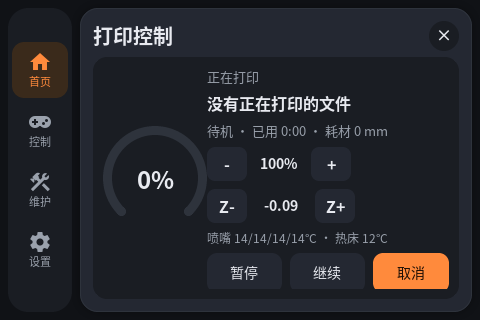 打印控制
首页
控制
维护
设置
正在打印
没有正在打印的文件
待机 • 已用 0:00 • 耗材 0 mm
0%
- 100% +
Z- -0.09 Z+
喷嘴 14/14/14/14℃ • 热床 12℃
暂停 继续 取消